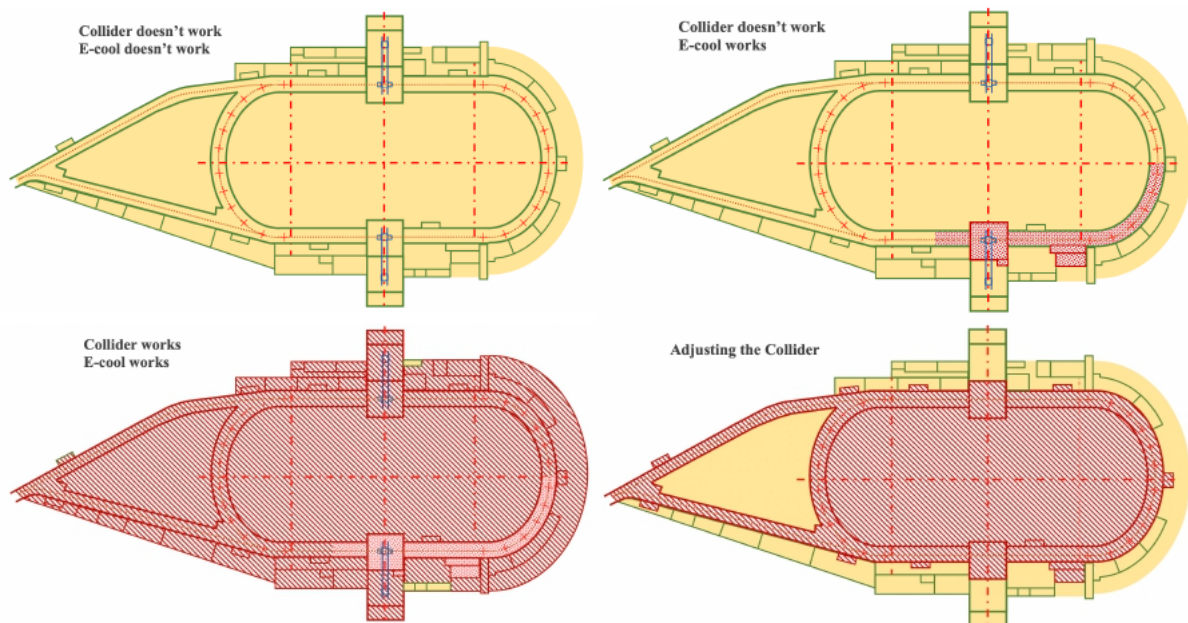 Collider doesn't work
E-cool doesn't work
Collider doesn't work
E-cool works
Collider works
E-cool works
Adjusting the Collider